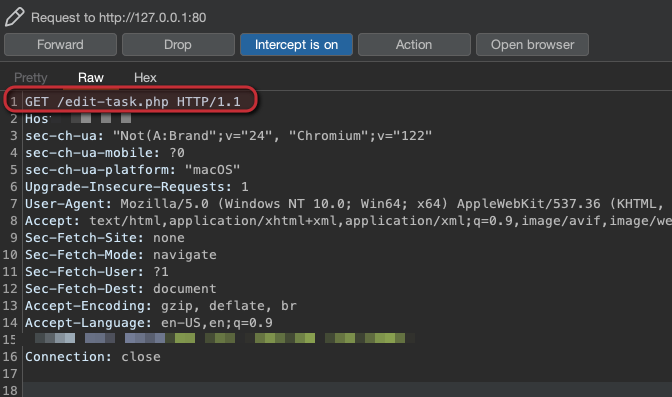 Request to http://127.0.0.1:80
Forward Drop Intercept is on Action Open browser
Pretty Raw Hex
1 GET /edit-task.php HTTP/1.1
2 Host
3 sec-ch-ua: "Not(A:Brand";v="24", "Chromium";v="122"
4 sec-ch-ua-mobile: ?0
5 sec-ch-ua-platform: "macOS"
6 Upgrade-Insecure-Requests: 1
7 User-Agent: Mozilla/5.0 (Windows NT 10.0; Win64; x64) AppleWebKit/537.36 (KHTML,
8 Accept: text/html,application/xhtml+xml,application/xml;q=0.9,image/avif,image/we
9 Sec-Fetch-Site: none
10 Sec-Fetch-Mode: navigate
11 Sec-Fetch-User: ?1
12 Sec-Fetch-Dest: document
13 Accept-Encoding: gzip, deflate, br
14 Accept-Language: en-US,en;q=0.9
15
16 Connection: close
17
18